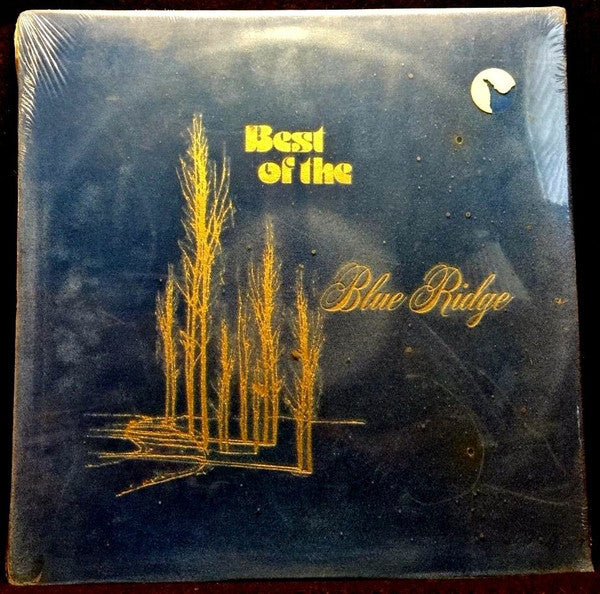 Best
of the
Blue Ridge